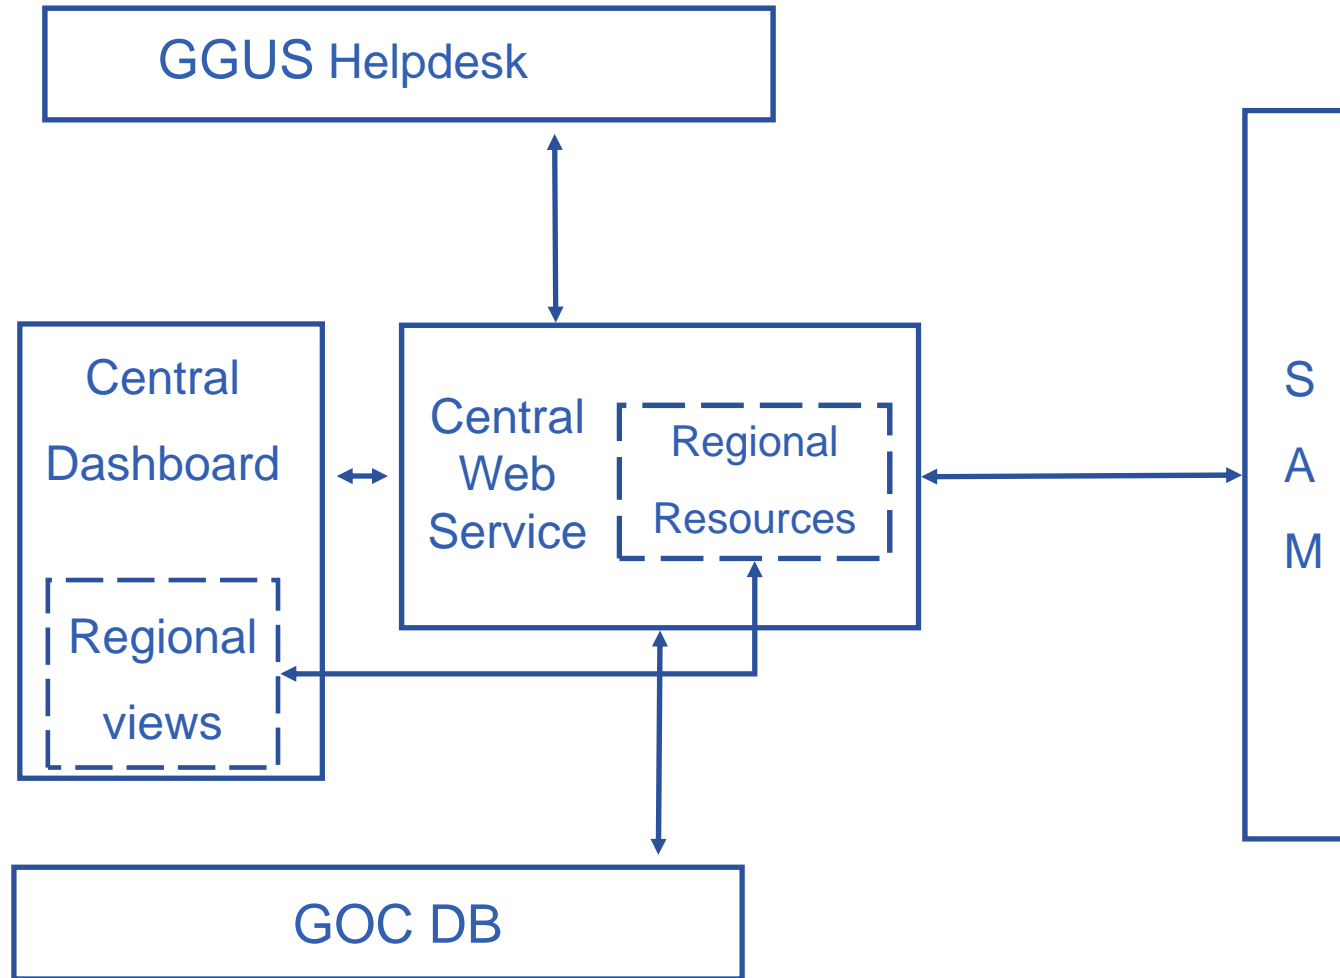 GGUS Helpdesk
Central
Dashboard
Regional
views
Central
Web
Service
Regional
Resources
S
A
M
GOC DB